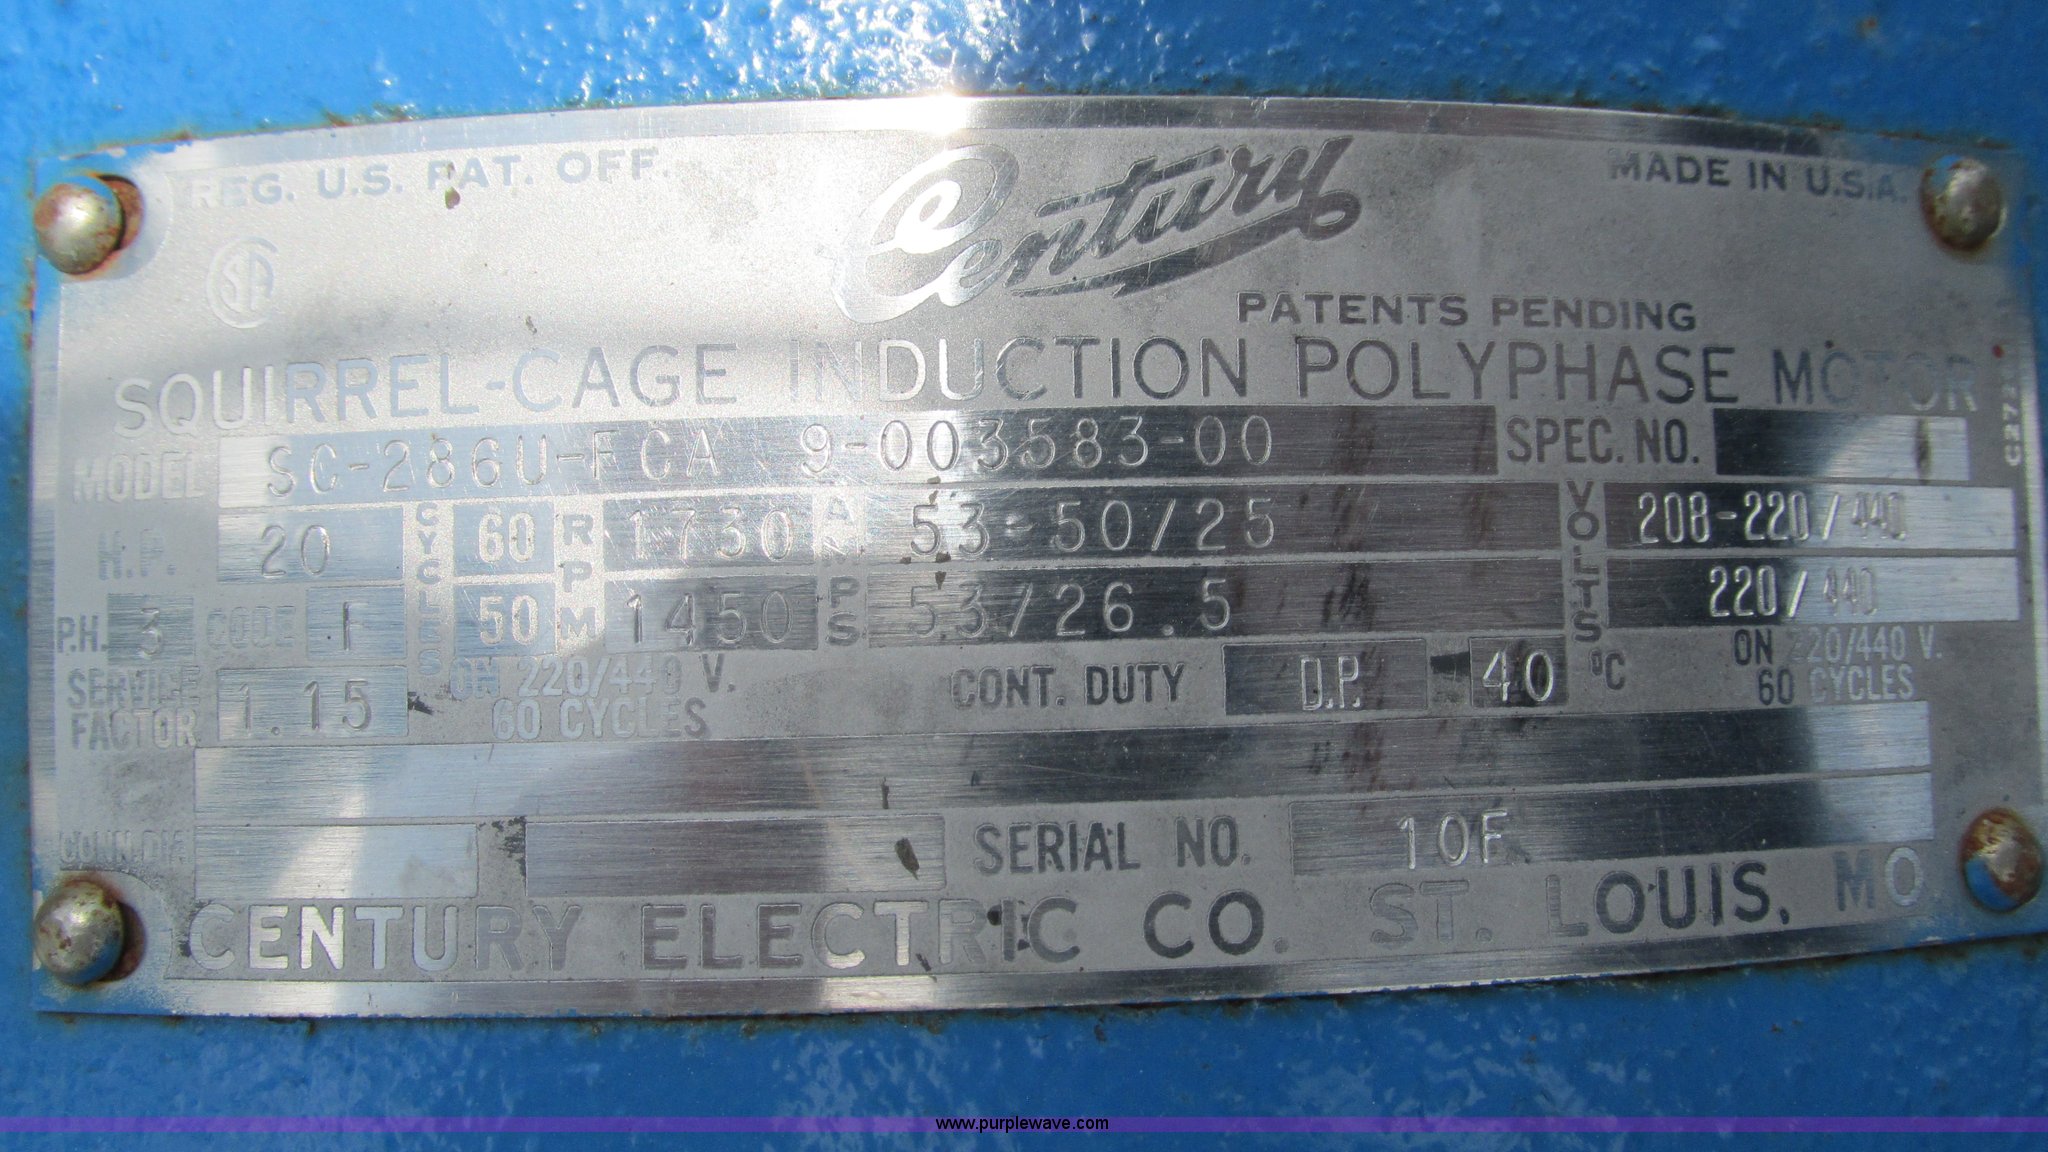 REG. U.S. PAT. OFF.
Century
MADE IN U.S.A.
SA
PATENTS PENDING
SQUIRREL-CAGE INDUCTION POLYPHASE MOTOR
MODEL SC-286U-FCA 9-003583-00 SPEC. NO.
H.P. 20 CYCLES 60 RPM 1730 AMPS 53-50/25 VOLTS 208-220/440
PH. 3 CODE F 50 1450 53/26.5 220/440
SERVICE FACTOR 1.15 ON 220/440 V. 60 CYCLES CONT. DUTY D.P. 40 °C ON 220/440 V. 60 CYCLES
CONN. DIA.
SERIAL NO. 10F
CENTURY ELECTRIC CO. ST. LOUIS, MO
www.purplewave.com